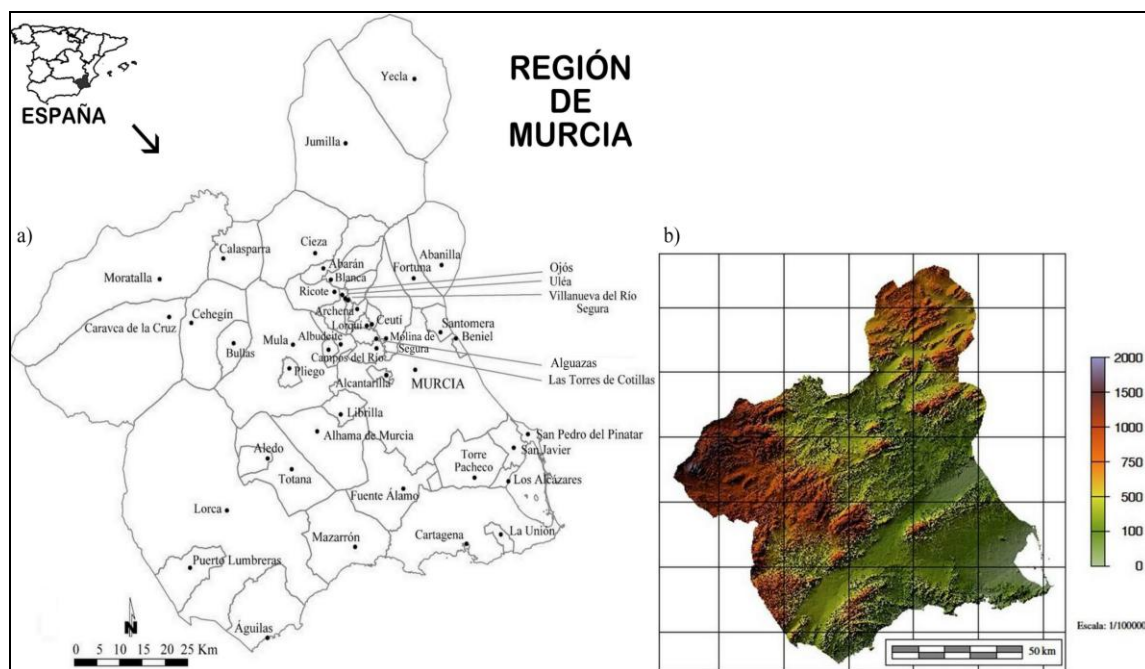 REGIÓN
DE
MURCIA
ESPAÑA
a)
Yecla
Jumilla
Cieza
Calasparra
Abarán
Abanilla
Moratalla
Blanca
Fortuna
Ricote
Ojós
Uléa
Villanueva del Río
Segura
Archena
Caravca de la Cruz
Cehegín
Lorquí
Ceutí
Santomera
Beniel
Mula
Albudeite
Molina de
Segura
Bullas
Campos del Río
Alguazas
Pliego
Alcantarilla
MURCIA
Las Torres de Cotillas
Librilla
Alhama de Murcia
San Pedro del Pinatar
San Javier
Aledo
Torre
Pacheco
Totana
Los Alcázares
Fuente Álamo
Lorca
Mazarrón
Cartagena
La Unión
Puerto Lumbreras
Águilas
N
0 5 10 15 20 25 Km
b)
2000
1500
1000
750
500
100
0
Escala: 1/100000
50 km